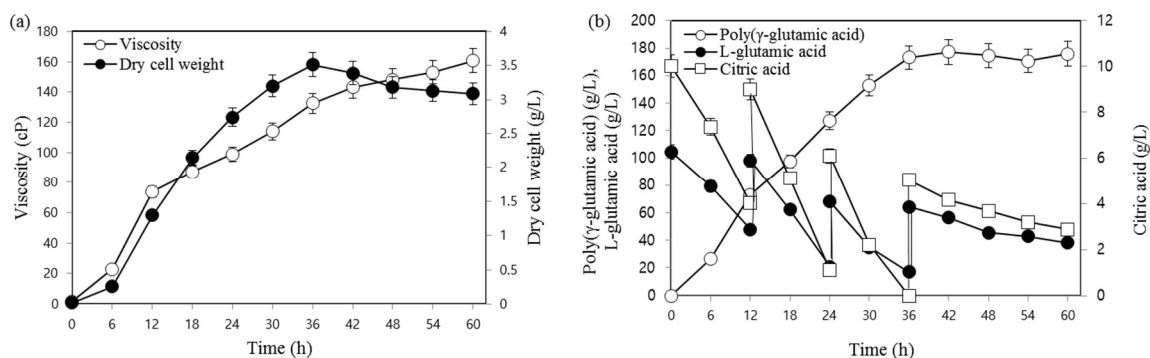 (a)
Viscosity (cP)
180
160
140
120
100
80
60
40
20
0
Viscosity
Dry cell weight
4
3.5
3
2.5
2
1.5
1
0.5
0
Dry cell weight (g/L)
0 6 12 18 24 30 36 42 48 54 60
Time (h)
(b)
Poly(γ-glutamic acid) (g/L),
L-glutamic acid (g/L)
200
180
160
140
120
100
80
60
40
20
0
Poly(γ-glutamic acid)
L-glutamic acid
Citric acid
12
10
8
6
4
2
0
Citric acid (g/L)
0 6 12 18 24 30 36 42 48 54 60
Time (h)